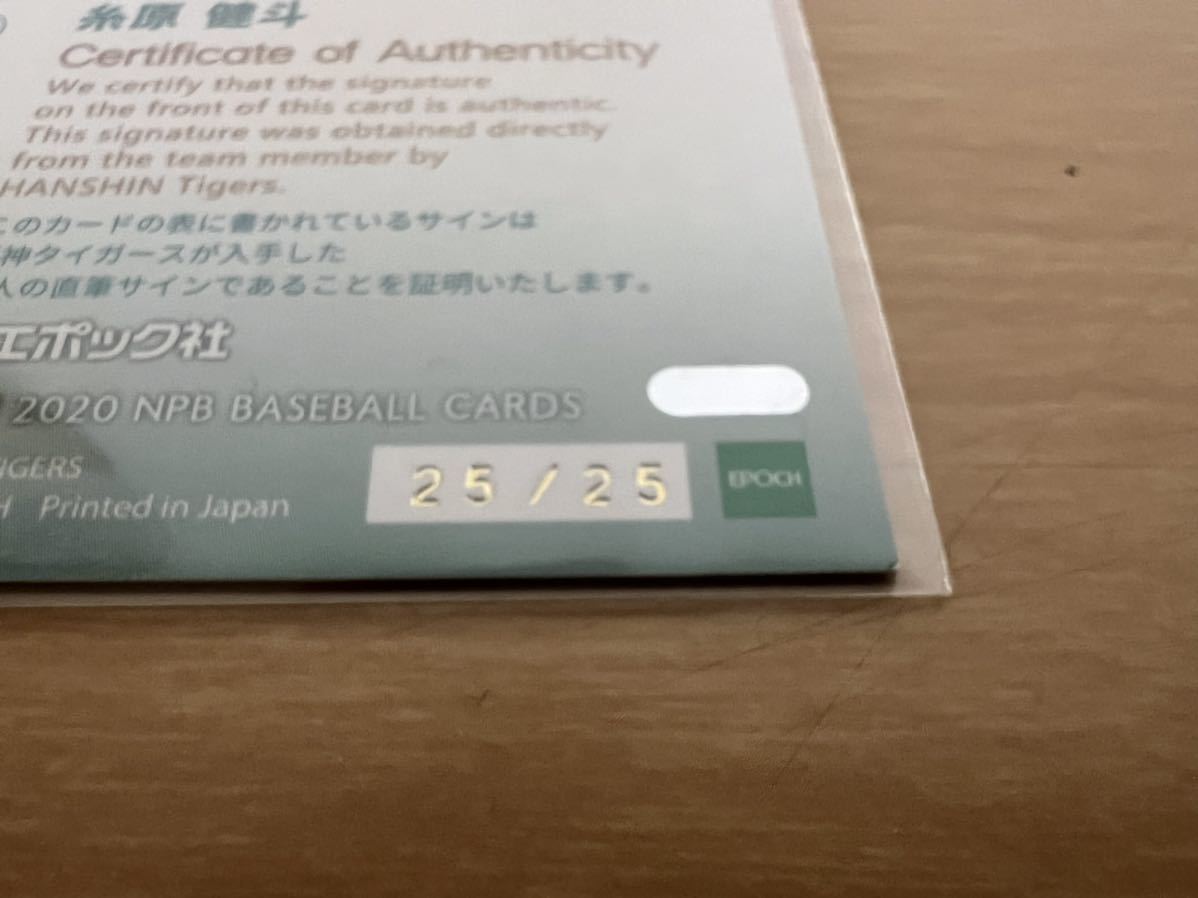 糸原 健斗
Certificate of Authenticity
We certify that the signature
on the front of this card is authentic.
This signature was obtained directly
from the team member by
HANSHIN Tigers.
このカードの表に書かれているサインは
神タイガースが入手した
人の直筆サインであることを証明いたします。
エポック社
2020 NPB BASEBALL CARDS
IGERS
25/25
EPOCH
H Printed in Japan